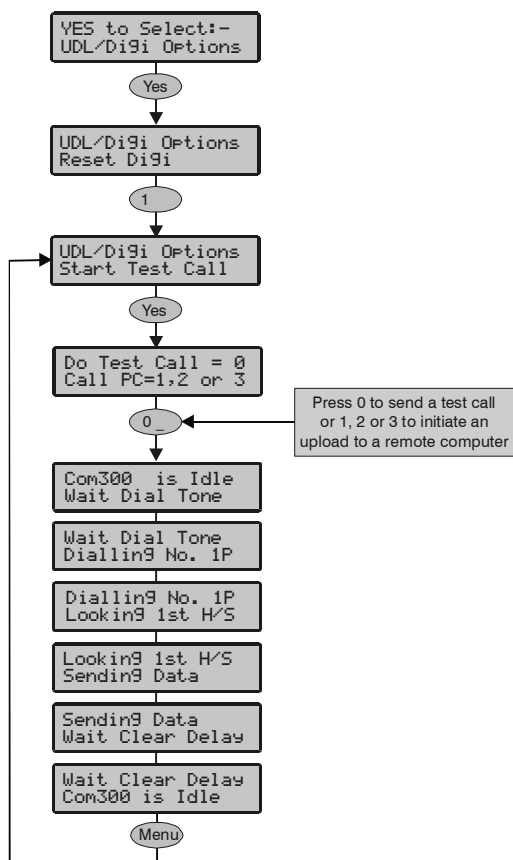 YES to Select:-
UDL/Digi Options
Yes
UDL/Digi Options
Reset Digi
1
UDL/Digi Options
Start Test Call
Yes
Do Test Call = 0
Call PC=1,2 or 3
0 _
Press 0 to send a test call
or 1, 2 or 3 to initiate an
upload to a remote computer
Com300 is Idle
Wait Dial Tone
Wait Dial Tone
Dialling No. 1P
Dialling No. 1P
Looking 1st H/S
Looking 1st H/S
Sending Data
Sending Data
Wait Clear Delay
Wait Clear Delay
Com300 is Idle
Menu